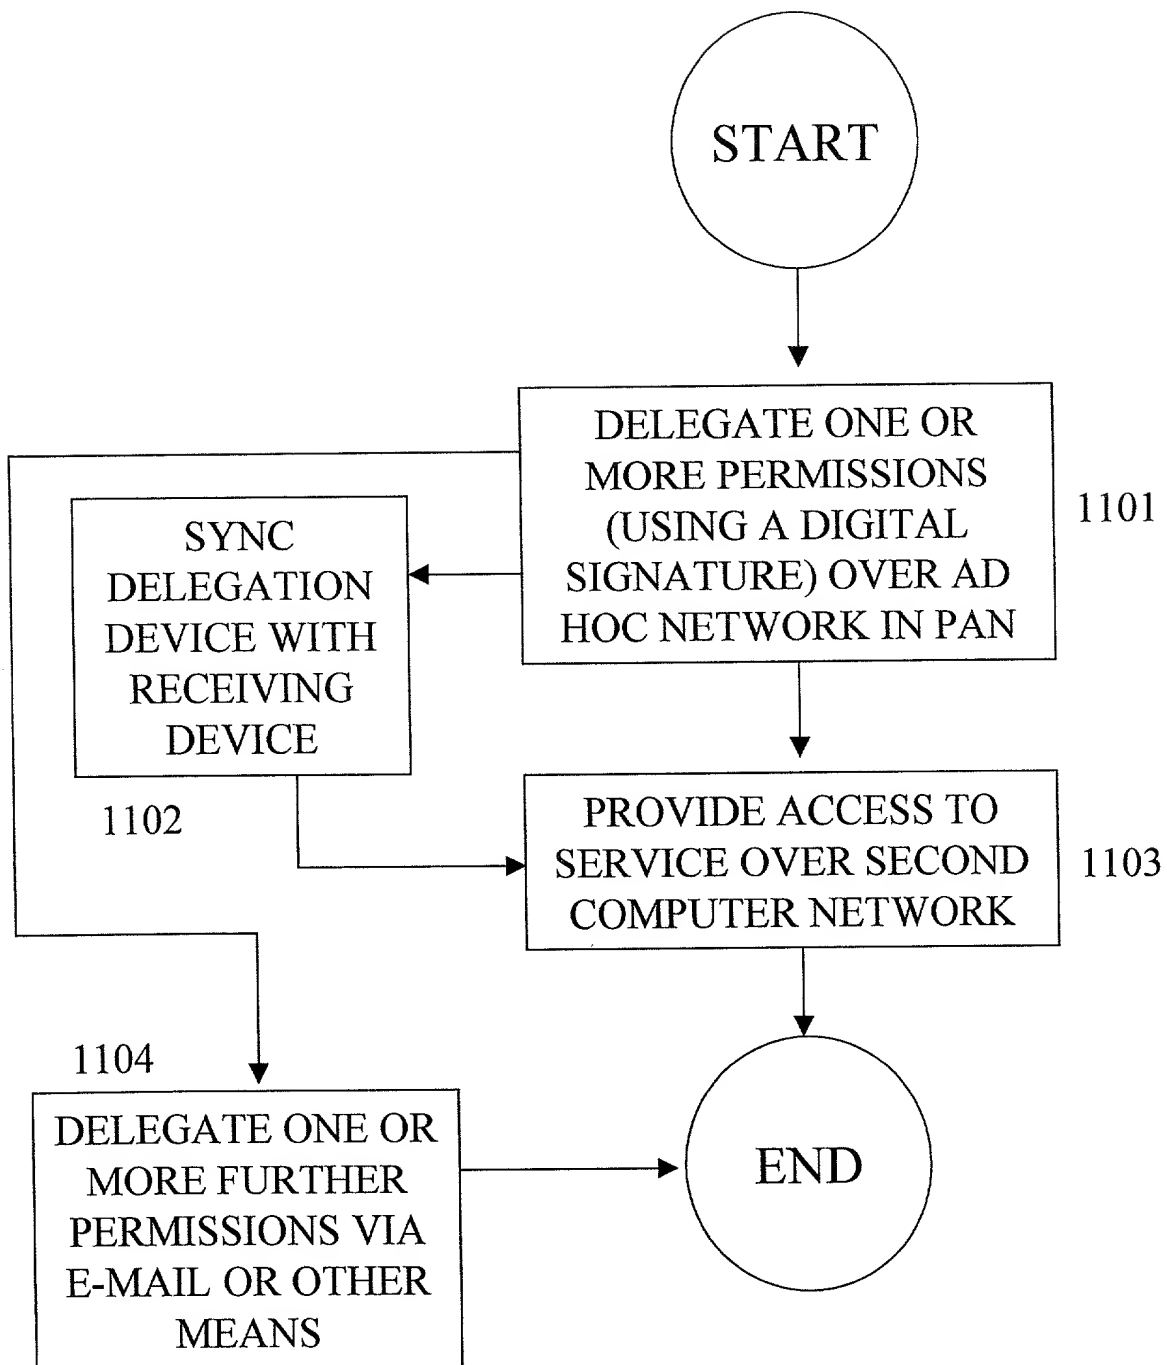 START
DELEGATE ONE OR
MORE PERMISSIONS
(USING A DIGITAL
SIGNATURE) OVER AD
HOC NETWORK IN PAN
1101
SYNC
DELEGATION
DEVICE WITH
RECEIVING
DEVICE
1102
PROVIDE ACCESS TO
SERVICE OVER SECOND
COMPUTER NETWORK
1103
1104
DELEGATE ONE OR
MORE FURTHER
PERMISSIONS VIA
E-MAIL OR OTHER
MEANS
END